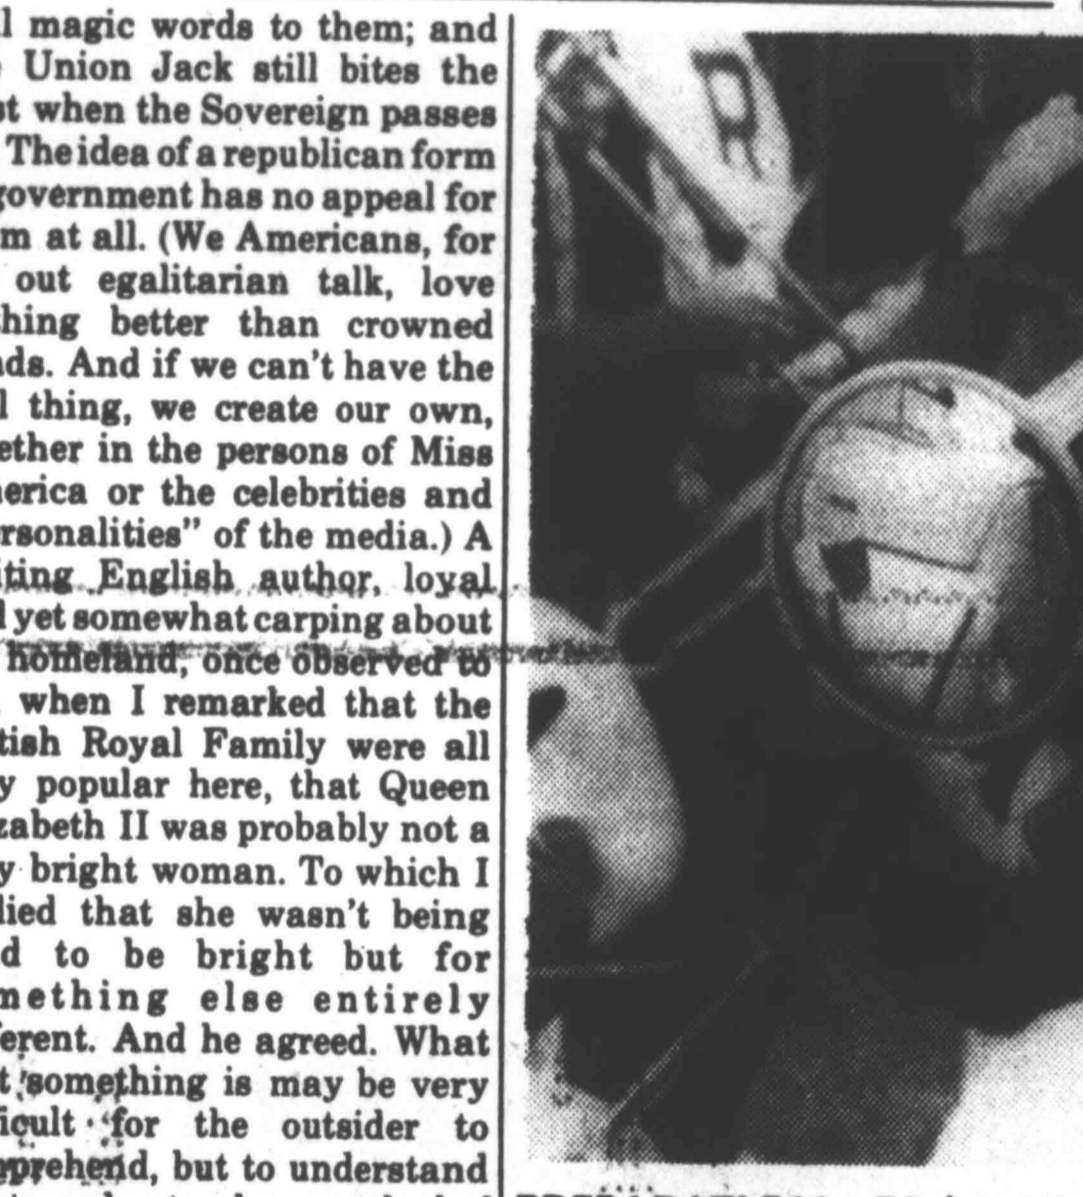 l magic words to them; and
Union Jack still bites the
st when the Sovereign passes
The idea of a republican form
government has no appeal for
m at all. (We Americans, for
out egalitarian talk, love
hing better than crowned
ads. And if we can't have the
l thing, we create our own,
ether in the persons of Miss
nerica or the celebrities and
rsonalities" of the media.) A
iting English author, loyal
d yet somewhat carping about
homeland, once observed to
when I remarked that the
tish Royal Family were all
y popular here, that Queen
zabeth II was probably not a
y bright woman. To which I
lied that she wasn't being
d to be bright but for
mething else entirely
ferent. And he agreed. What
t something is may be very
ficult for the outsider to
mprehend, but to understand